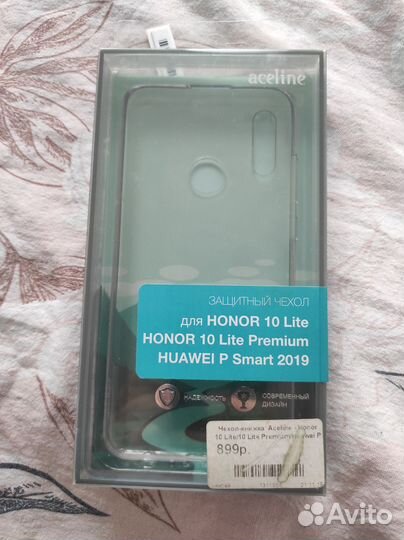 aceline
ЗАЩИТНЫЙ ЧЕХОЛ
для HONOR 10 Lite
HONOR 10 Lite Premium
HUAWEI P Smart 2019
НАДЕЖНОСТЬ
СОВРЕМЕННЫЙ
ДИЗАЙН
Чехол-книжка Aceline Honor
10 Lite/10 Lite Premium
899р.
Avito